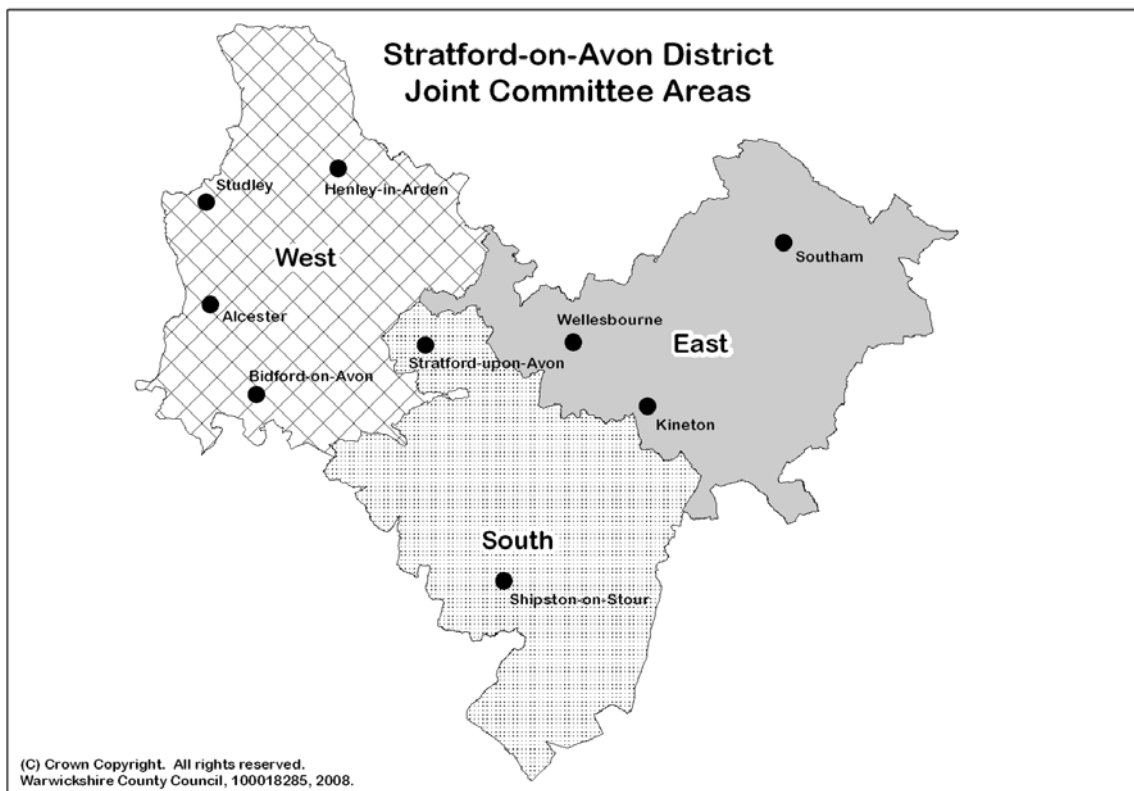 Stratford-on-Avon District
Joint Committee Areas
Studley
Henley-in-Arden
West
Southam
Alcester
Wellesbourne
East
Stratford-upon-Avon
Bidford-on-Avon
Kineton
South
Shipston-on-Stour
(C) Crown Copyright. All rights reserved.
Warwickshire County Council, 100018285, 2008.